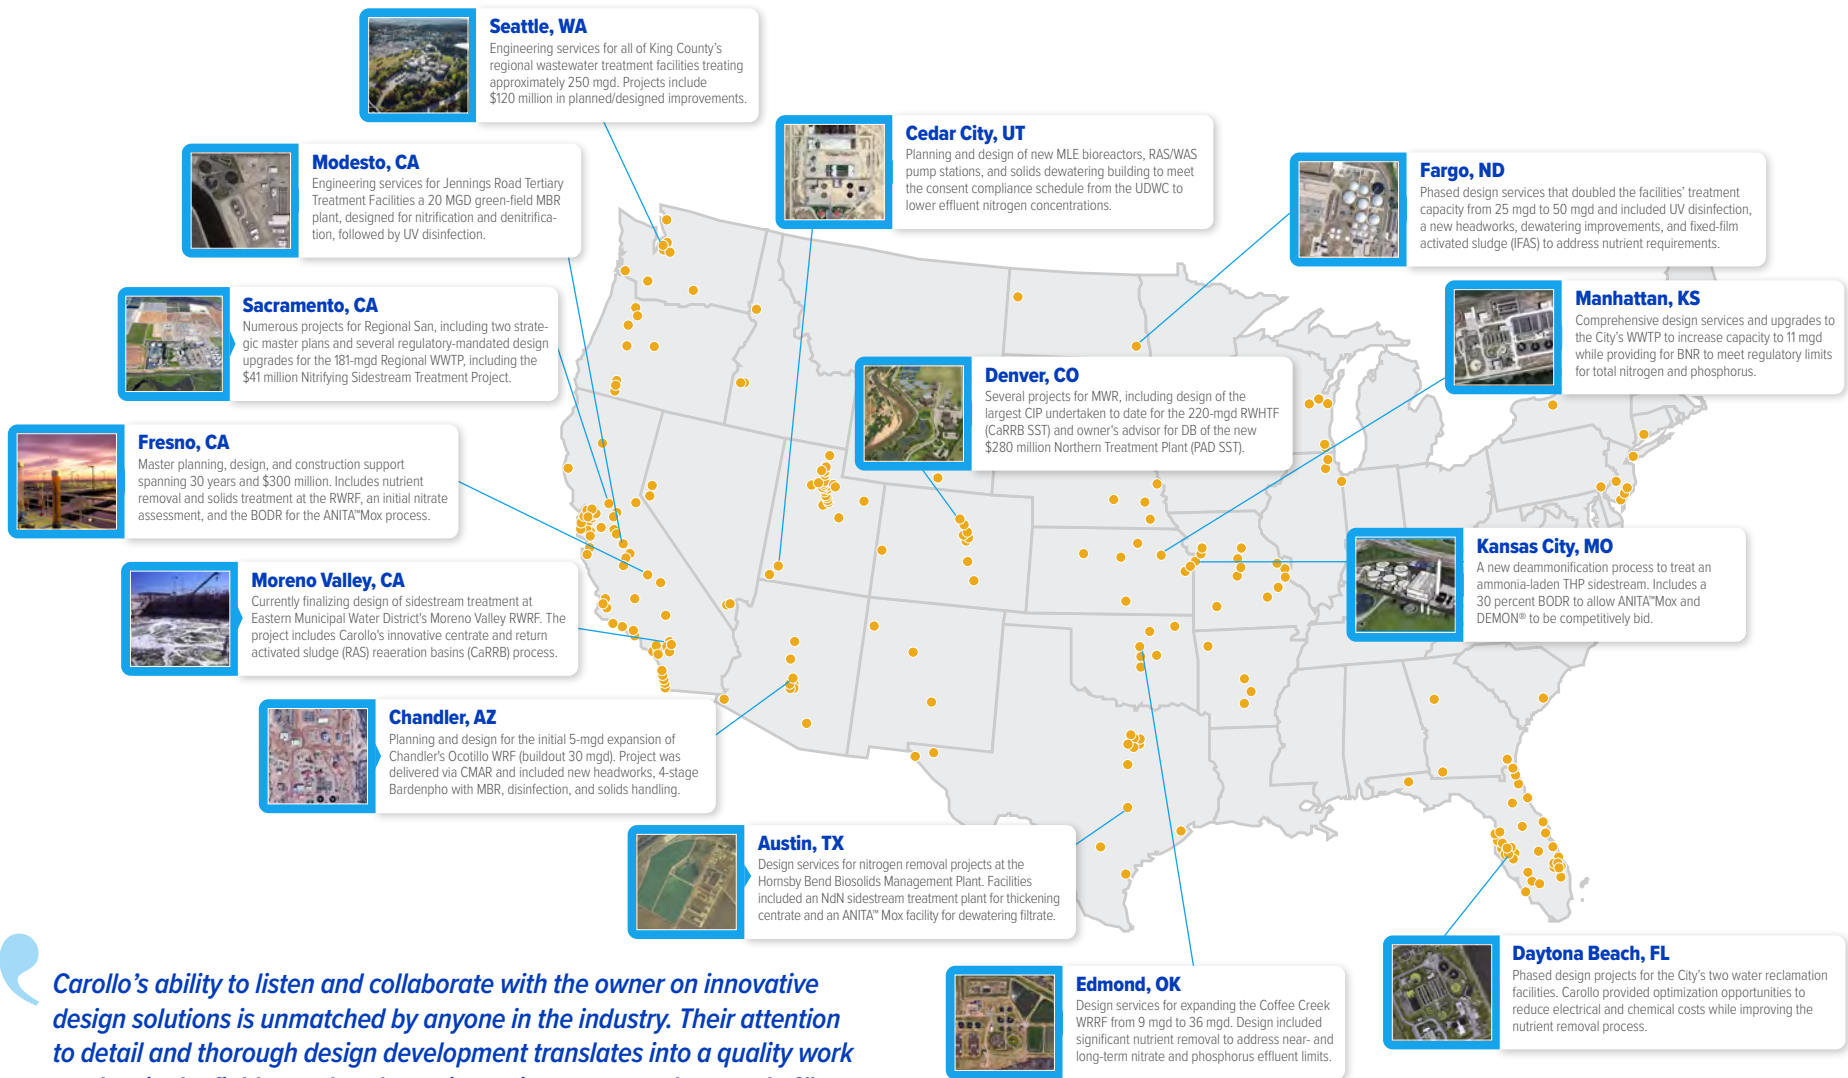 Seattle, WA
Engineering services for all of King County's
regional wastewater treatment facilities treating
approximately 250 mgd. Projects include
$120 million in planned/designed improvements.
Modesto, CA
Engineering services for Jennings Road Tertiary
Treatment Facilities a 20 MGD green-field MBR
plant, designed for nitrification and denitrifica-
tion, followed by UV disinfection.
Cedar City, UT
Planning and design of new MLE bioreactors, RAS/WAS
pump stations, and solids dewatering building to meet
the consent compliance schedule from the UDWC to
lower effluent nitrogen concentrations.
Fargo, ND
Phased design services that doubled the facilities' treatment
capacity from 25 mgd to 50 mgd and included UV disinfection,
a new headworks, dewatering improvements, and fixed-film
activated sludge (IFAS) to address nutrient requirements.
Sacramento, CA
Numerous projects for Regional San, including two strate-
gic master plans and several regulatory-mandated design
upgrades for the 181-mgd Regional WWTP, including the
$41 million Nitrifying Sidestream Treatment Project.
Manhattan, KS
Comprehensive design services and upgrades to
the City's WWTP to increase capacity to 11 mgd
while providing for BNR to meet regulatory limits
for total nitrogen and phosphorus.
Denver, CO
Several projects for MWR, including design of the
largest CIP undertaken to date for the 220-mgd RWHTF
(CaRRB SST) and owner's advisor for DB of the new
$280 million Northern Treatment Plant (PAD SST).
Fresno, CA
Master planning, design, and construction support
spanning 30 years and $300 million. Includes nutrient
removal and solids treatment at the RWRF, an initial nitrate
assessment, and the BODR for the ANITA™Mox process.
Kansas City, MO
A new deammonification process to treat an
ammonia-laden THP sidestream. Includes a
30 percent BODR to allow ANITA™Mox and
DEMON® to be competitively bid.
Moreno Valley, CA
Currently finalizing design of sidestream treatment at
Eastern Municipal Water District's Moreno Valley RWRF. The
project includes Carollo's innovative centrate and return
activated sludge (RAS) reaeration basins (CaRRB) process.
Chandler, AZ
Planning and design for the initial 5-mgd expansion of
Chandler's Ocotillo WRF (buildout 30 mgd). Project was
delivered via CMAR and included new headworks, 4-stage
Bardenpho with MBR, disinfection, and solids handling.
Austin, TX
Design services for nitrogen removal projects at the
Hornsby Bend Biosolids Management Plant. Facilities
included an NdN sidestream treatment plant for thickening
centrate and an ANITA™ Mox facility for dewatering filtrate.
Daytona Beach, FL
Phased design projects for the City's two water reclamation
facilities. Carollo provided optimization opportunities to
reduce electrical and chemical costs while improving the
nutrient removal process.
Edmond, OK
Design services for expanding the Coffee Creek
WRRF from 9 mgd to 36 mgd. Design included
significant nutrient removal to address near- and
long-term nitrate and phosphorus effluent limits.
Carollo's ability to listen and collaborate with the owner on innovative
design solutions is unmatched by anyone in the industry. Their attention
to detail and thorough design development translates into a quality work